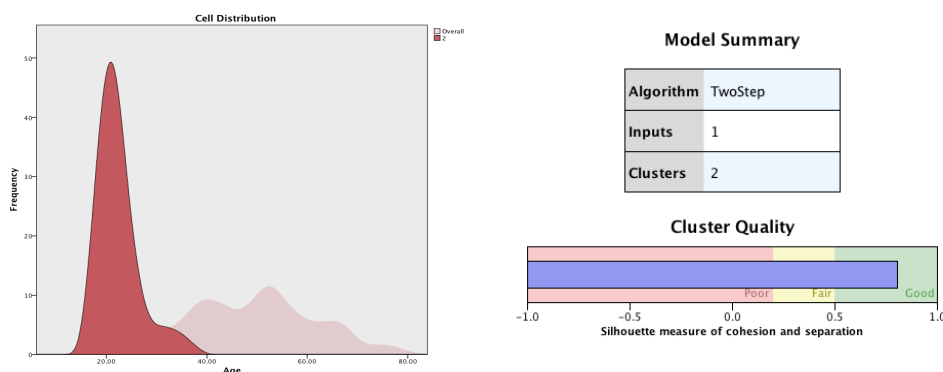 Cell Distribution
Overall
2
50
40
30
20
10
0
Frequency
20.00 40.00 60.00 80.00
Age
Model Summary
Algorithm TwoStep
Inputs 1
Clusters 2
Cluster Quality
Poor Fair Good
-1.0 -0.5 0.0 0.5 1.0
Silhouette measure of cohesion and separation